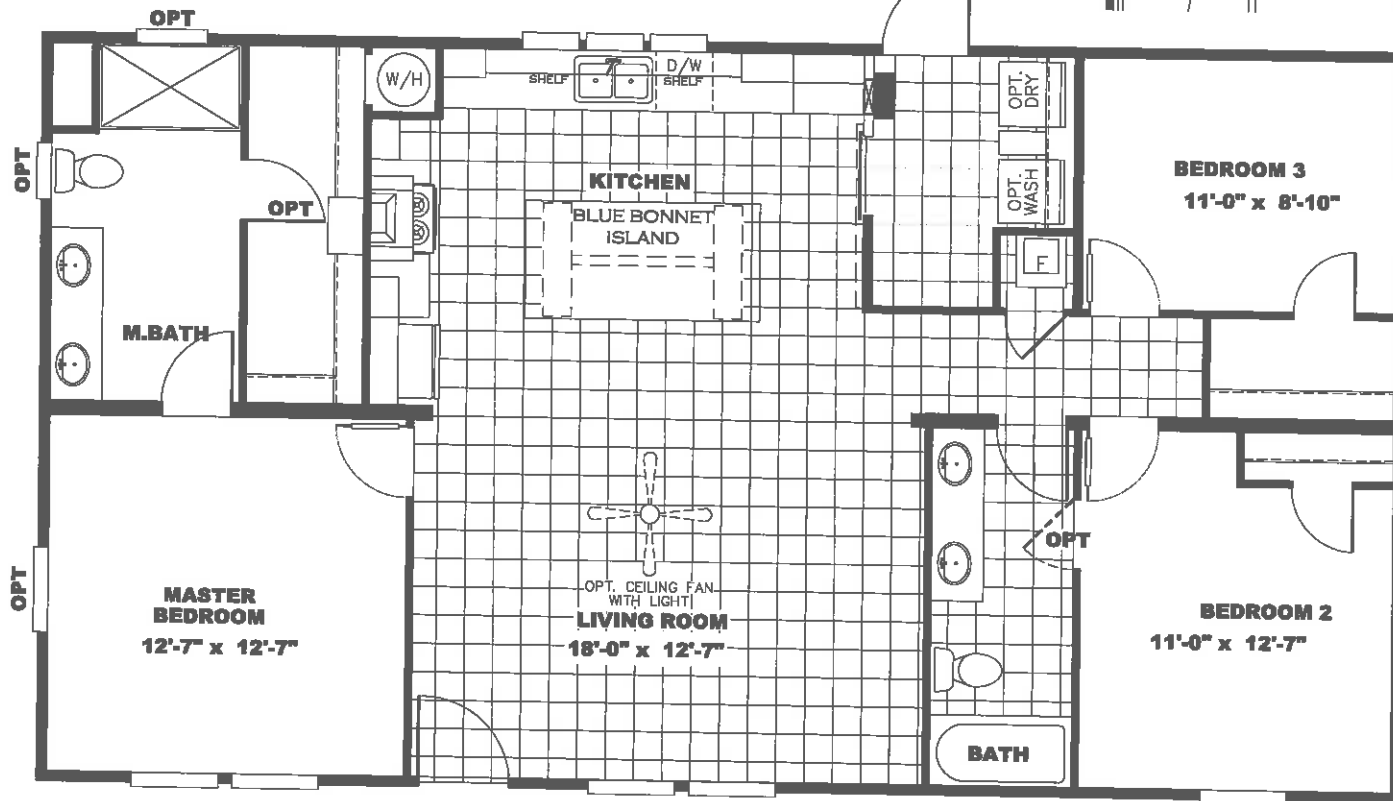 OPT
W/H
SHELF
D/W
SHELF
OPT.
DRY
OPT
OPT.
WASH
KITCHEN
BLUE BONNET
ISLAND
BEDROOM 3
11'-0" x 8'-10"
OPT
F
M.BATH
OPT
MASTER
BEDROOM
12'-7" x 12'-7"
OPT. CEILING FAN
WITH LIGHT
LIVING ROOM
18'-0" x 12'-7"
OPT
BEDROOM 2
11'-0" x 12'-7"
BATH